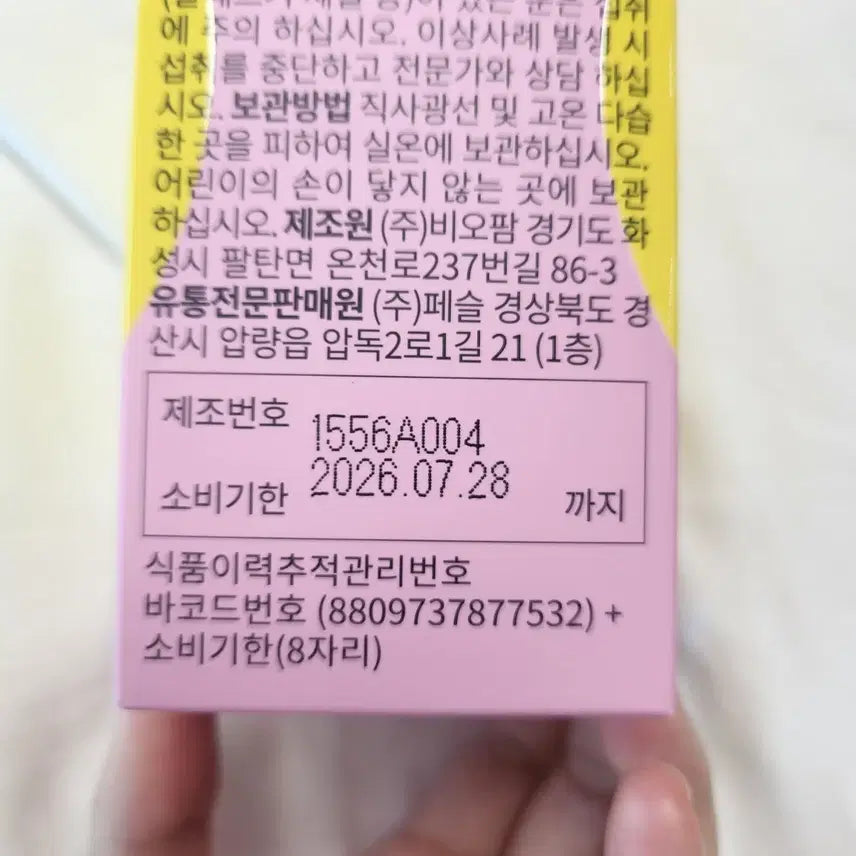 있는 분은 섭취
에 주의 하십시오. 이상사례 발생 시
섭취를 중단하고 전문가와 상담 하십
시오. 보관방법 직사광선 및 고온 다습
한 곳을 피하여 실온에 보관하십시오.
어린이의 손이 닿지 않는 곳에 보관
하십시오. 제조원 (주)비오팜 경기도 화
성시 팔탄면 온천로237번길 86-3
유통전문판매원 (주)페슬 경상북도 경
산시 압량읍 압독2로1길 21 (1층)
제조번호 1556A004
소비기한 2026.07.28 까지
식품이력추적관리번호
바코드번호 (8809737877532) +
소비기한(8자리)